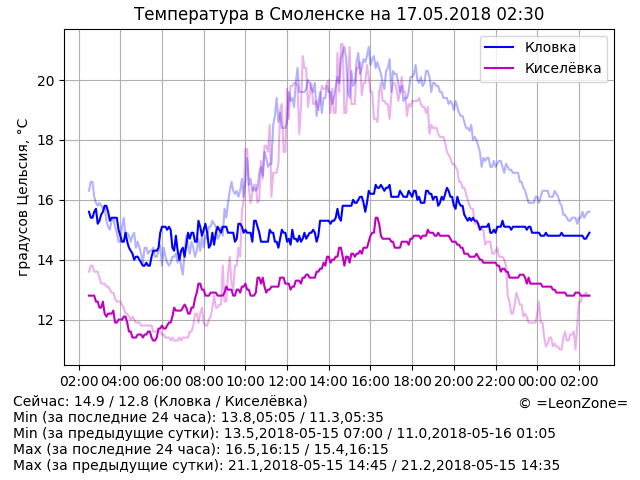 Температура в Смоленске на 17.05.2018 02:30
Кловка
Киселёвка
градусов Цельсия, °C
20
18
16
14
12
02:00 04:00 06:00 08:00 10:00 12:00 14:00 16:00 18:00 20:00 22:00 00:00 02:00
Сейчас: 14.9 / 12.8 (Кловка / Киселёвка)
© =LeonZone=
Min (за последние 24 часа): 13.8,05:05 / 11.3,05:35
Min (за предыдущие сутки): 13.5,2018-05-15 07:00 / 11.0,2018-05-16 01:05
Max (за последние 24 часа): 16.5,16:15 / 15.4,16:15
Max (за предыдущие сутки): 21.1,2018-05-15 14:45 / 21.2,2018-05-15 14:35